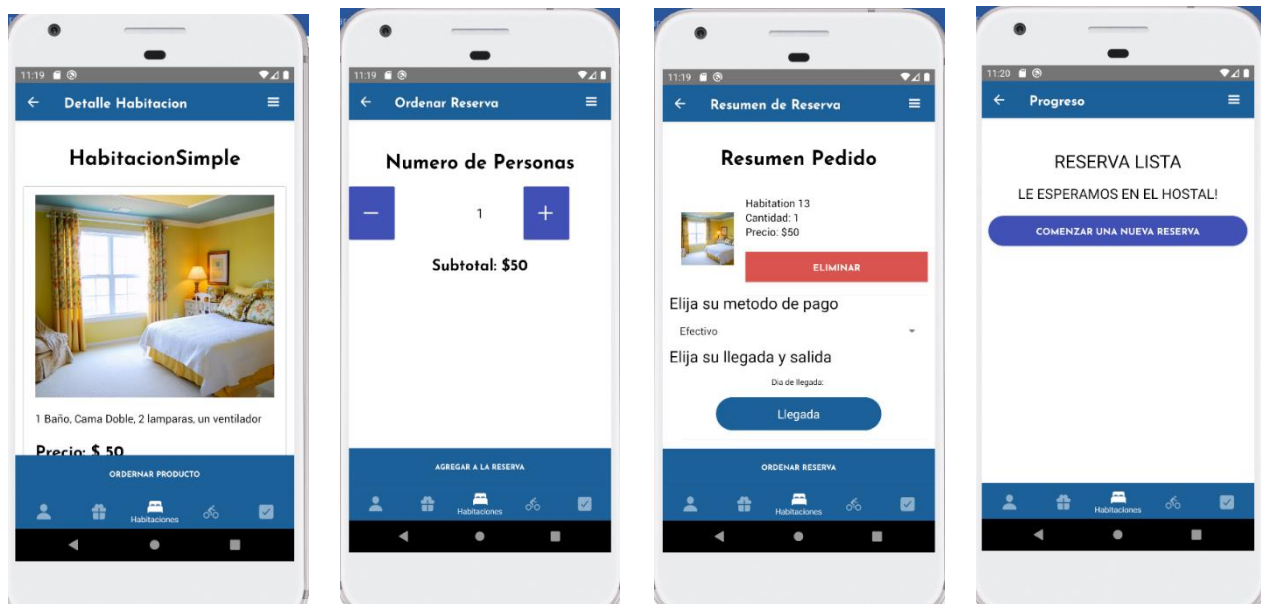 11:19
Detalle Habitacion
HabitacionSimple
1 Baño, Cama Doble, 2 lamparas, un ventilador
Precio: $ 50
ORDERNAR PRODUCTO
Habitaciones
11:19
Ordenar Reserva
Numero de Personas
1
Subtotal: $50
AGREGAR A LA RESERVA
Habitaciones
11:19
Resumen de Reserva
Resumen Pedido
Habitation 13
Cantidad: 1
Precio: $50
ELIMINAR
Elija su metodo de pago
Efectivo
Elija su llegada y salida
Dia de llegada:
Llegada
ORDENAR RESERVA
Habitaciones
11:20
Progreso
RESERVA LISTA
LE ESPERAMOS EN EL HOSTAL!
COMENZAR UNA NUEVA RESERVA
Habitaciones